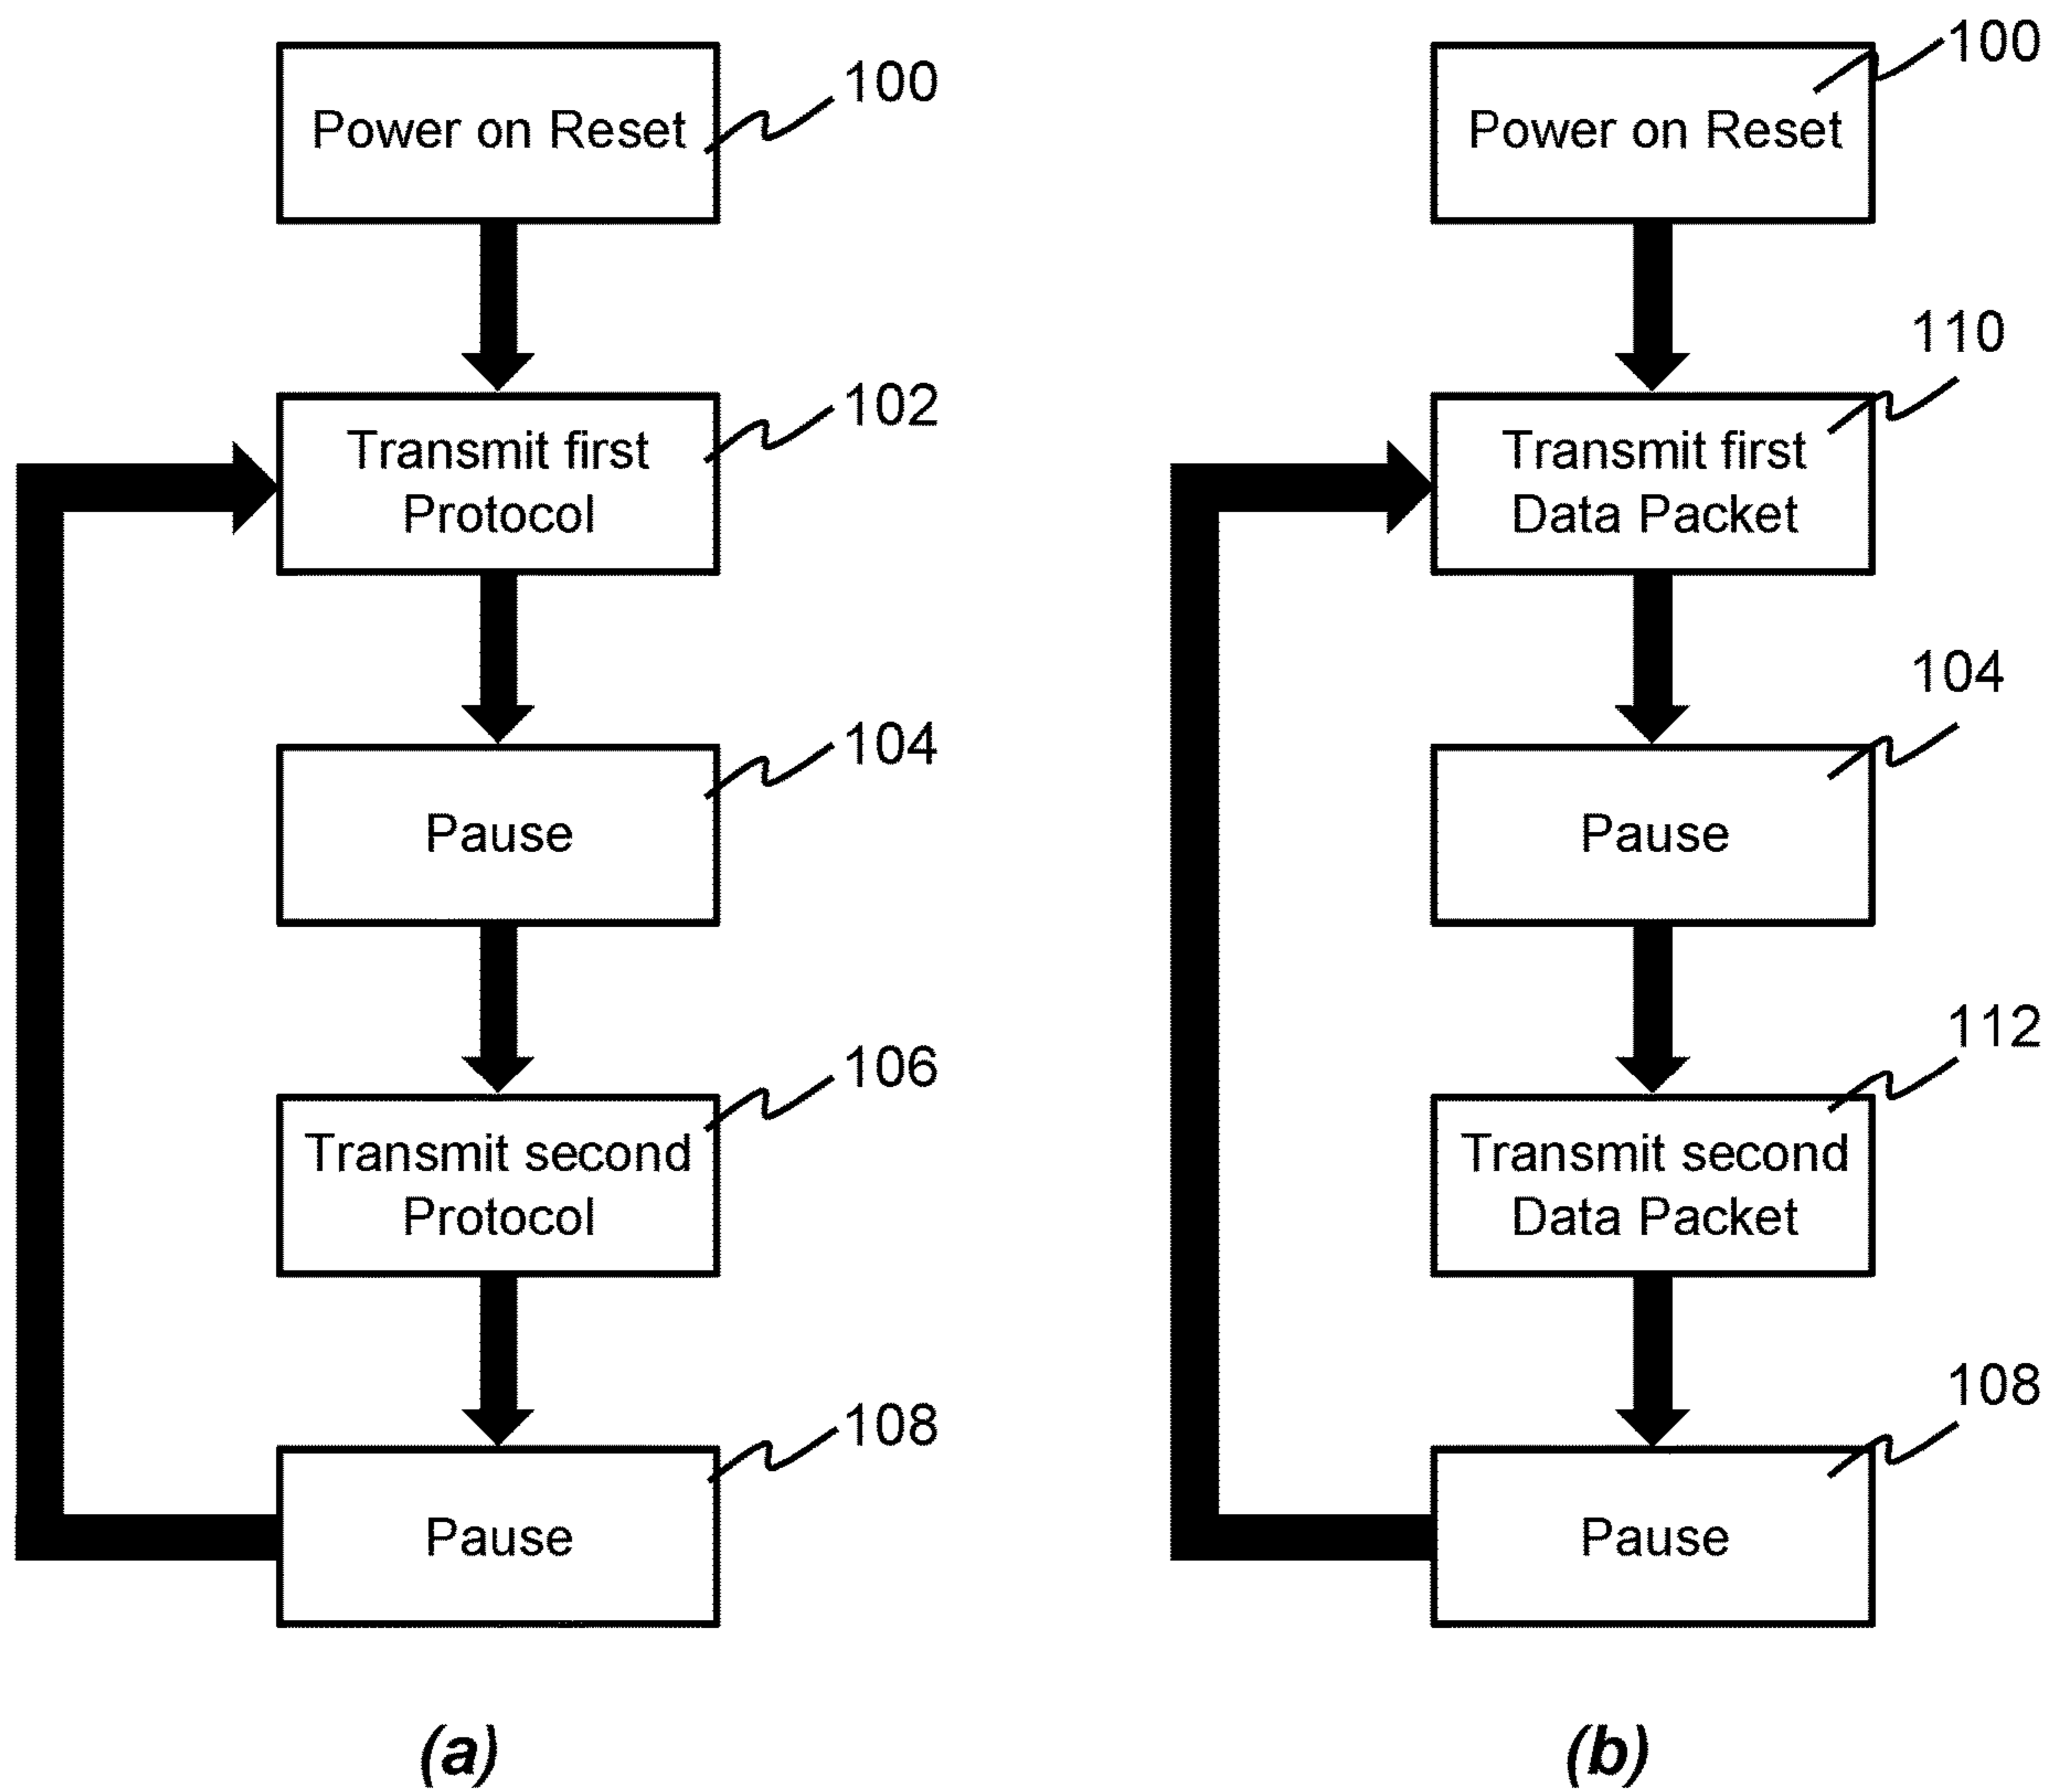 Power on Reset
100
Transmit first
Protocol
102
Pause
104
Transmit second
Protocol
106
Pause
108
(a)
Power on Reset
100
Transmit first
Data Packet
110
Pause
104
Transmit second
Data Packet
112
Pause
108
(b)